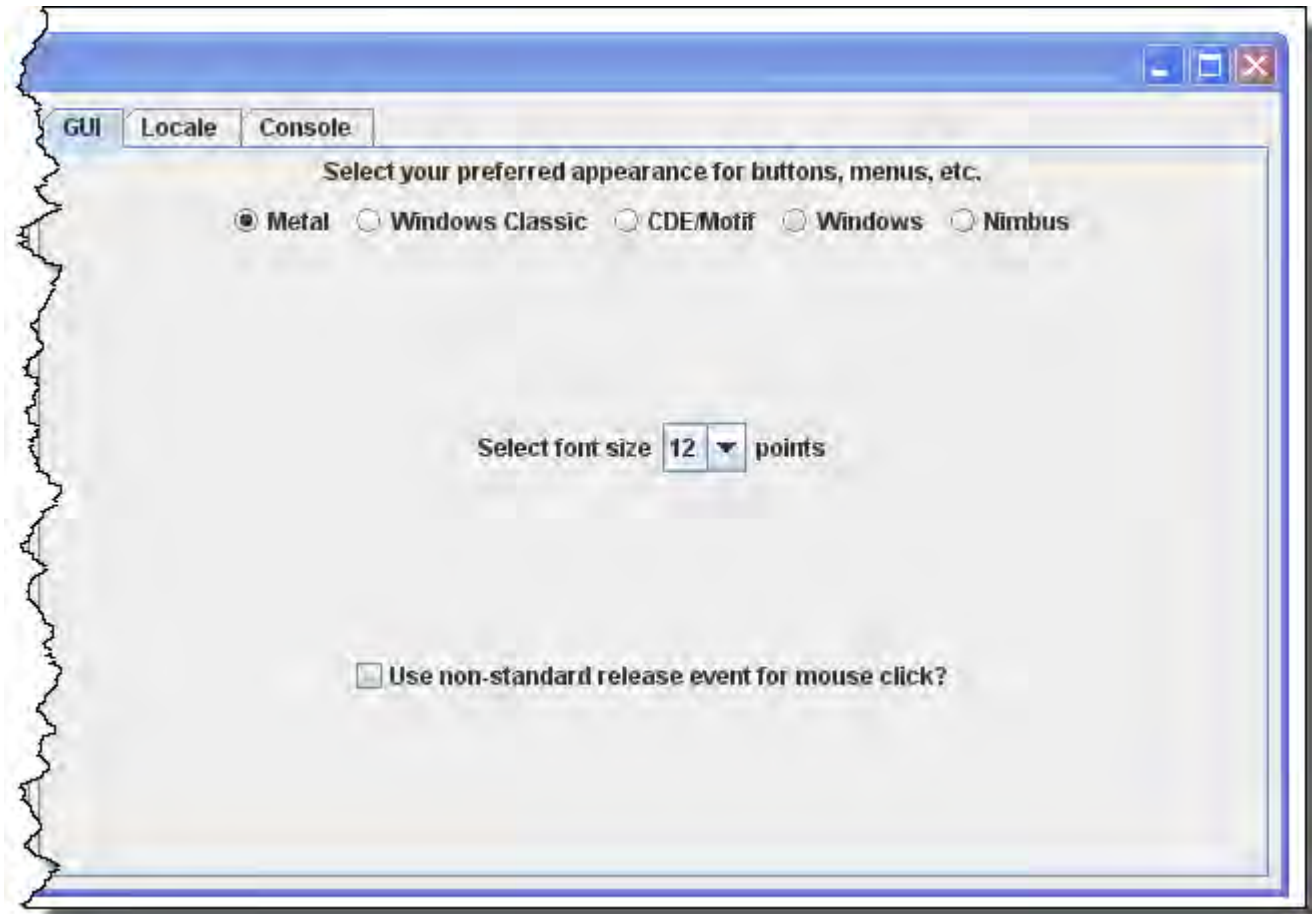 GUI Locale Console
Select your preferred appearance for buttons, menus, etc.
Metal Windows Classic CDE/Motif Windows Nimbus
Select font size 12 points
Use non-standard release event for mouse click?